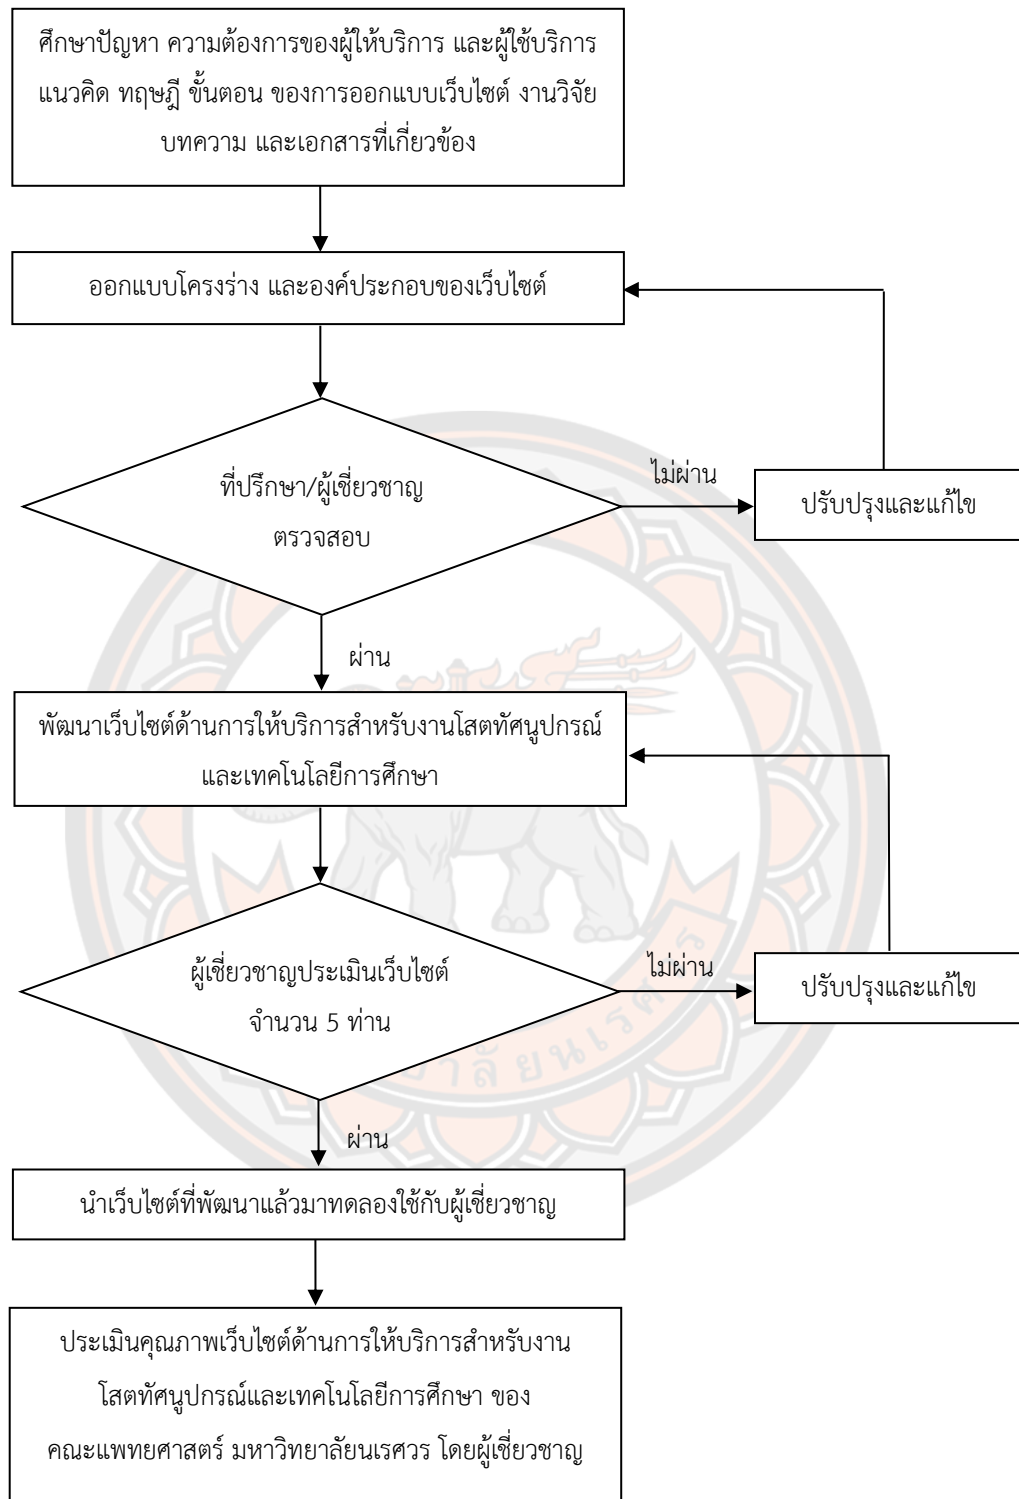 ศึกษาปัญหา ความต้องการของผู้ให้บริการ และผู้ใช้บริการ
แนวคิด ทฤษฎี ขั้นตอน ของการออกแบบเว็บไซต์ งานวิจัย
บทความ และเอกสารที่เกี่ยวข้อง
ออกแบบโครงร่าง และองค์ประกอบของเว็บไซต์
ที่ปรึกษา/ผู้เชี่ยวชาญ
ตรวจสอบ
ไม่ผ่าน
ปรับปรุงและแก้ไข
ผ่าน
พัฒนาเว็บไซต์ด้านการให้บริการสำหรับงานโสตทัศนูปกรณ์
และเทคโนโลยีการศึกษา
ผู้เชี่ยวชาญประเมินเว็บไซต์
จำนวน 5 ท่าน
ไม่ผ่าน
ปรับปรุงและแก้ไข
ผ่าน
นำเว็บไซต์ที่พัฒนาแล้วมาทดลองใช้กับผู้เชี่ยวชาญ
ประเมินคุณภาพเว็บไซต์ด้านการให้บริการสำหรับงาน
โสตทัศนูปกรณ์และเทคโนโลยีการศึกษา ของ
คณะแพทยศาสตร์ มหาวิทยาลัยนเรศวร โดยผู้เชี่ยวชาญ